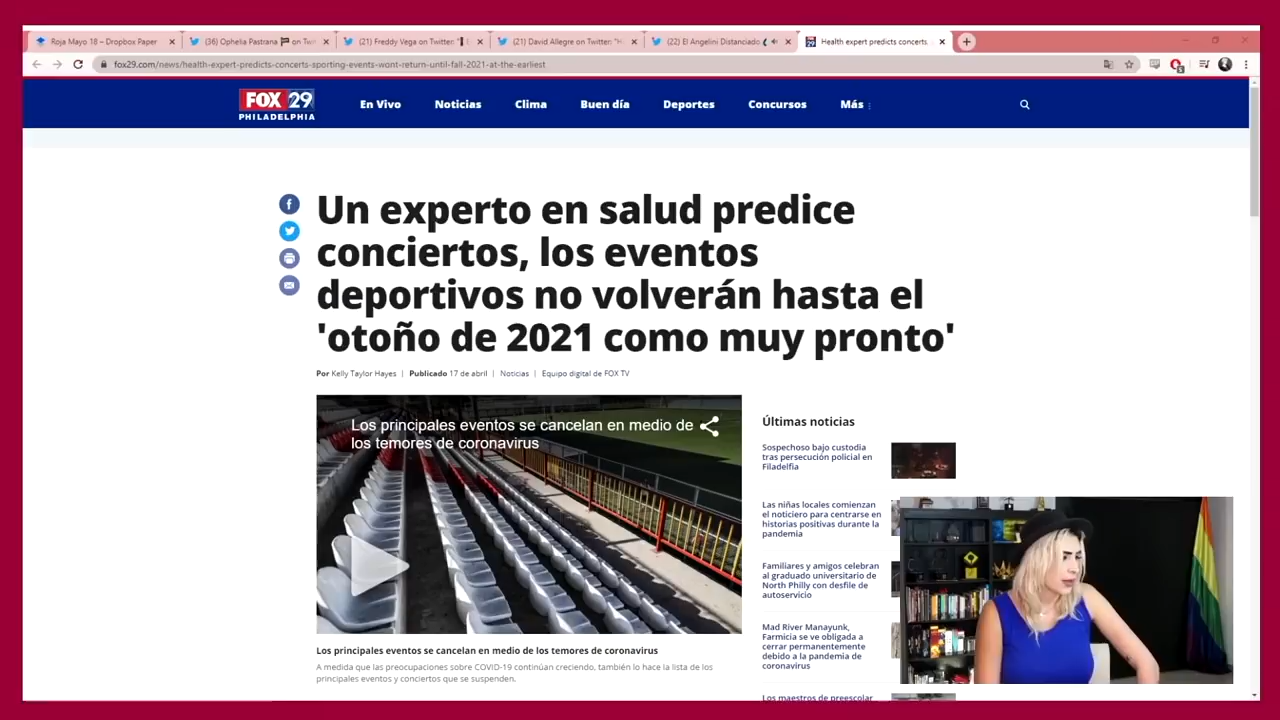 Roja Mayo 18 – Dropbox Paper
(36) Ophelia Pastrana
on Twi
(21) Freddy Vega on Twitter: "
(21) David Allegre on Twitter: "H
(22) El Angelini Distanciado
Health expert predicts concerts
fox29.com/news/health-expert-predicts-concerts-sporting-events-wont-return-until-fall-2021-at-the-earliest
FOX 29
PHILADELPHIA
En Vivo
Noticias
Clima
Buen día
Deportes
Concursos
Más
Un experto en salud predice
conciertos, los eventos
deportivos no volverán hasta el
'otoño de 2021 como muy pronto'
Por Kelly Taylor Hayes | Publicado 17 de abril | Noticias | Equipo digital de FOX TV
Los principales eventos se cancelan en medio de
los temores de coronavirus
Los principales eventos se cancelan en medio de los temores de coronavirus
A medida que las preocupaciones sobre COVID-19 continúan creciendo, también lo hace la lista de los
principales eventos y conciertos que se suspenden.
Últimas noticias
Sospechoso bajo custodia
tras persecución policial en
Filadelfia
Las niñas locales comienzan
el noticiero para centrarse en
historias positivas durante la
pandemia
Familiares y amigos celebran
al graduado universitario de
North Philly con desfile de
autoservicio
Mad River Manayunk,
Farmicia se ve obligada a
cerrar permanentemente
debido a la pandemia de
coronavirus
Los maestros de preescolar